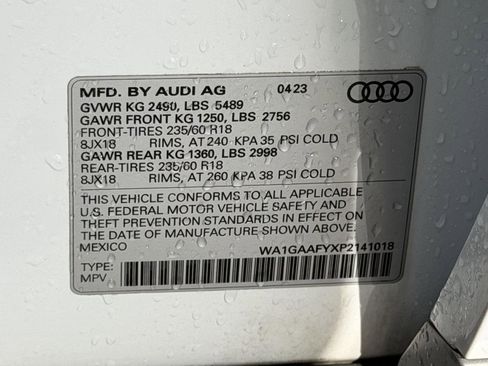 MFD. BY AUDI AG 04 23
GVWR KG 2490, LBS 5489
GAWR FRONT KG 1250, LBS 2756
FRONT-TIRES 235/60 R18
8JX18 RIMS, AT 240 KPA 35 PSI COLD
GAWR REAR KG 1360, LBS 2998
REAR-TIRES 235/60 R18
8JX18 RIMS, AT 260 KPA 38 PSI COLD
THIS VEHICLE CONFORMS TO ALL APPLICABLE
U.S. FEDERAL MOTOR VEHICLE SAFETY AND
THEFT PREVENTION STANDARDS IN EFFECT ON
THE DATE OF MANUFACTURE SHOWN ABOVE.
MEXICO WA1GAAFYXP2141018
TYPE:
MPV